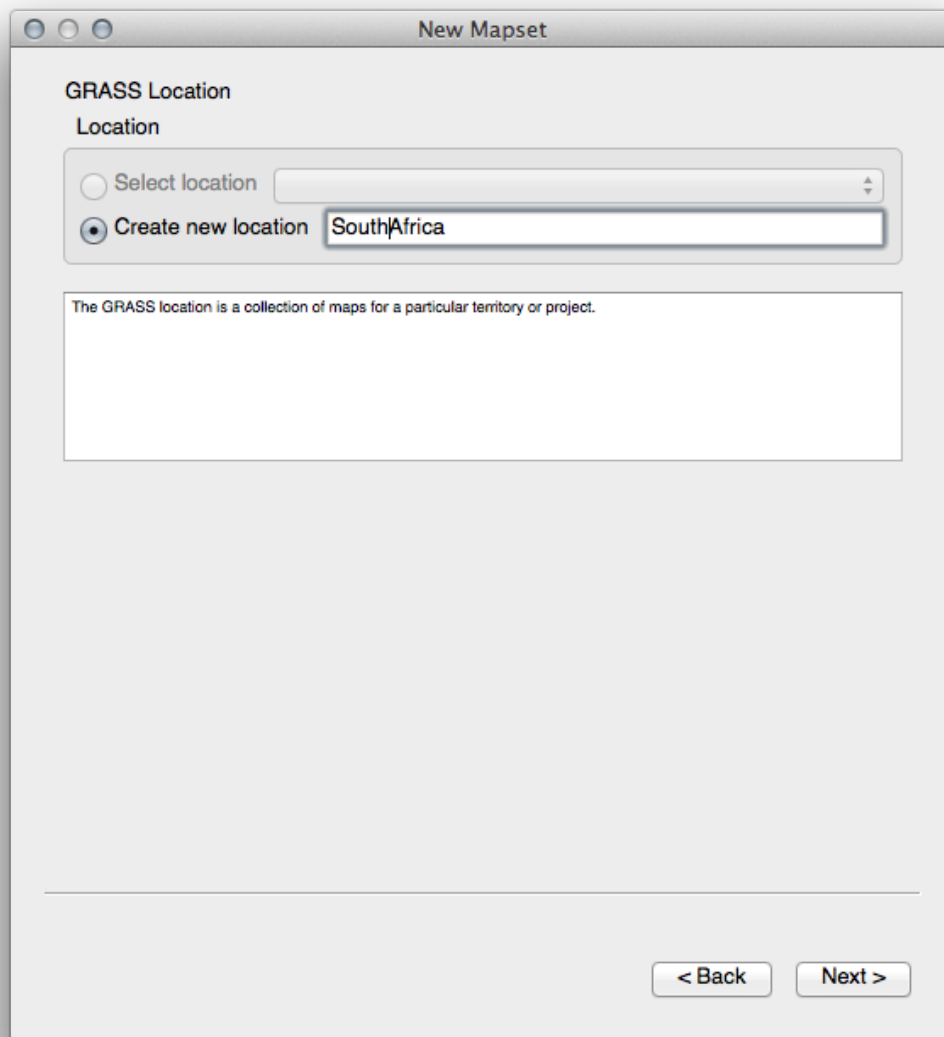 New Mapset
GRASS Location
Location
Select location
Create new location SouthAfrica
The GRASS location is a collection of maps for a particular territory or project.
< Back Next >